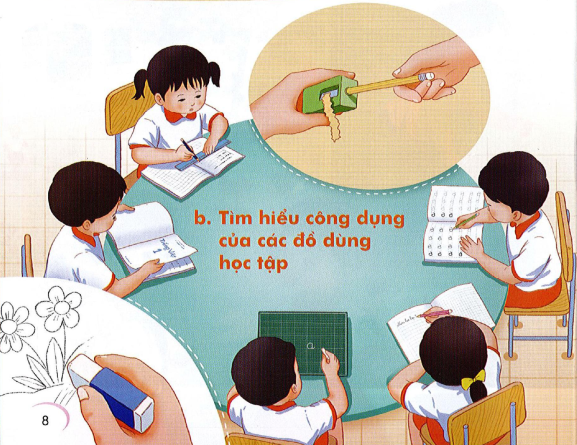 b. Tìm hiểu công dụng
của các đồ dùng
học tập
a
8